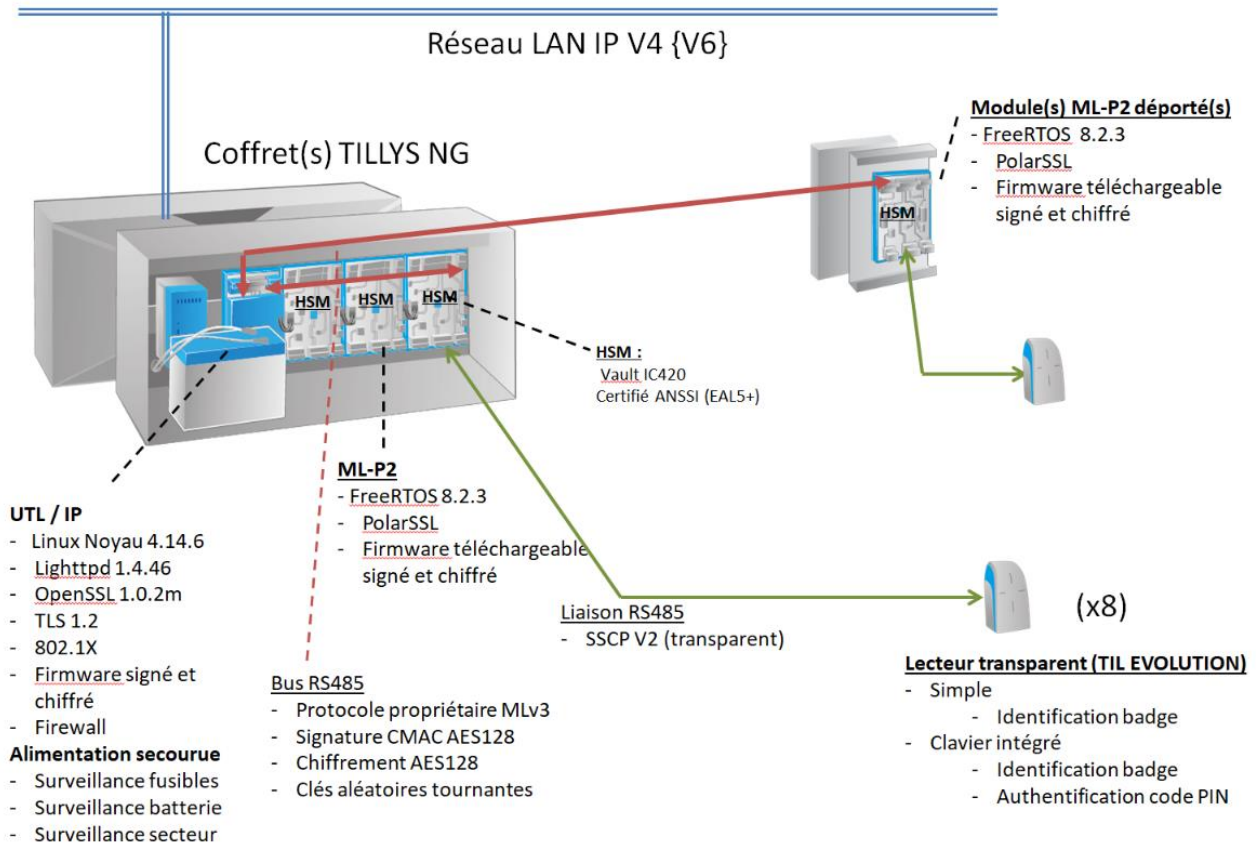 Réseau LAN IP V4 {V6}
Coffret(s) TILLYS NG
Module(s) ML-P2 déporté(s)
- FreeRTOS 8.2.3
- PolarSSL
- Firmware téléchargeable
signé et chiffré
HSM
HSM
HSM
HSM
HSM :
Vault IC420
Certifié ANSSI (EAL5+)
ML-P2
- FreeRTOS 8.2.3
- PolarSSL
- Firmware téléchargeable
signé et chiffré
UTL / IP
- Linux Noyau 4.14.6
- Lighttpd 1.4.46
- OpenSSL 1.0.2m
- TLS 1.2
- 802.1X
- Firmware signé et
chiffré
- Firewall
Alimentation secourue
- Surveillance fusibles
- Surveillance batterie
- Surveillance secteur
Bus RS485
- Protocole propriétaire MLv3
- Signature CMAC AES128
- Chiffrement AES128
- Clés aléatoires tournantes
Liaison RS485
- SSCP V2 (transparent)
(x8)
Lecteur transparent (TIL EVOLUTION)
- Simple
- Identification badge
- Clavier intégré
- Identification badge
- Authentification code PIN